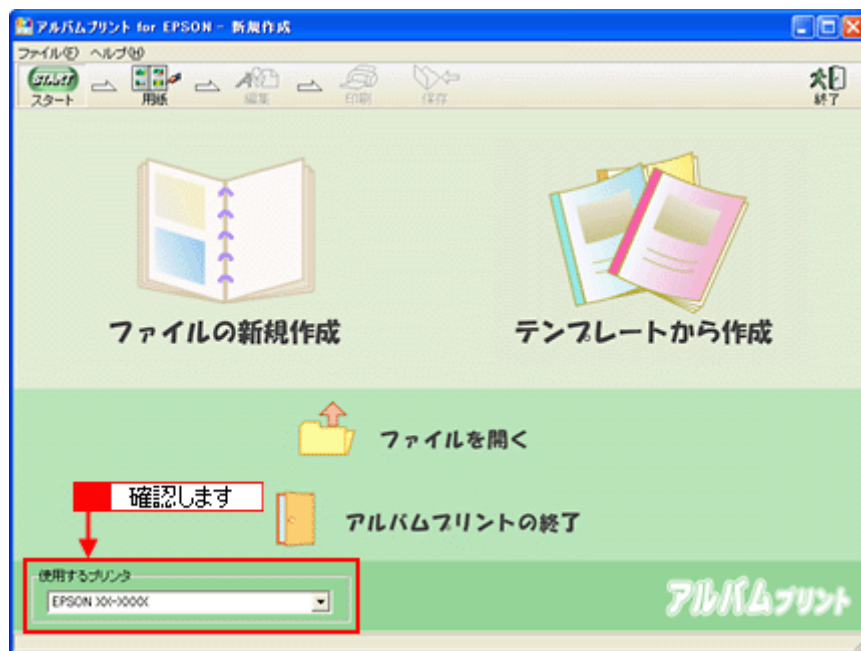 アルバムプリント for EPSON - 新規作成
ファイル(F) ヘルプ(H)
START
スタート
用紙
編集
印刷
保存
終了
ファイルの新規作成
テンプレートから作成
ファイルを開く
確認します
アルバムプリントの終了
使用するプリンタ
EPSON XX-XXXX
アルバムプリント